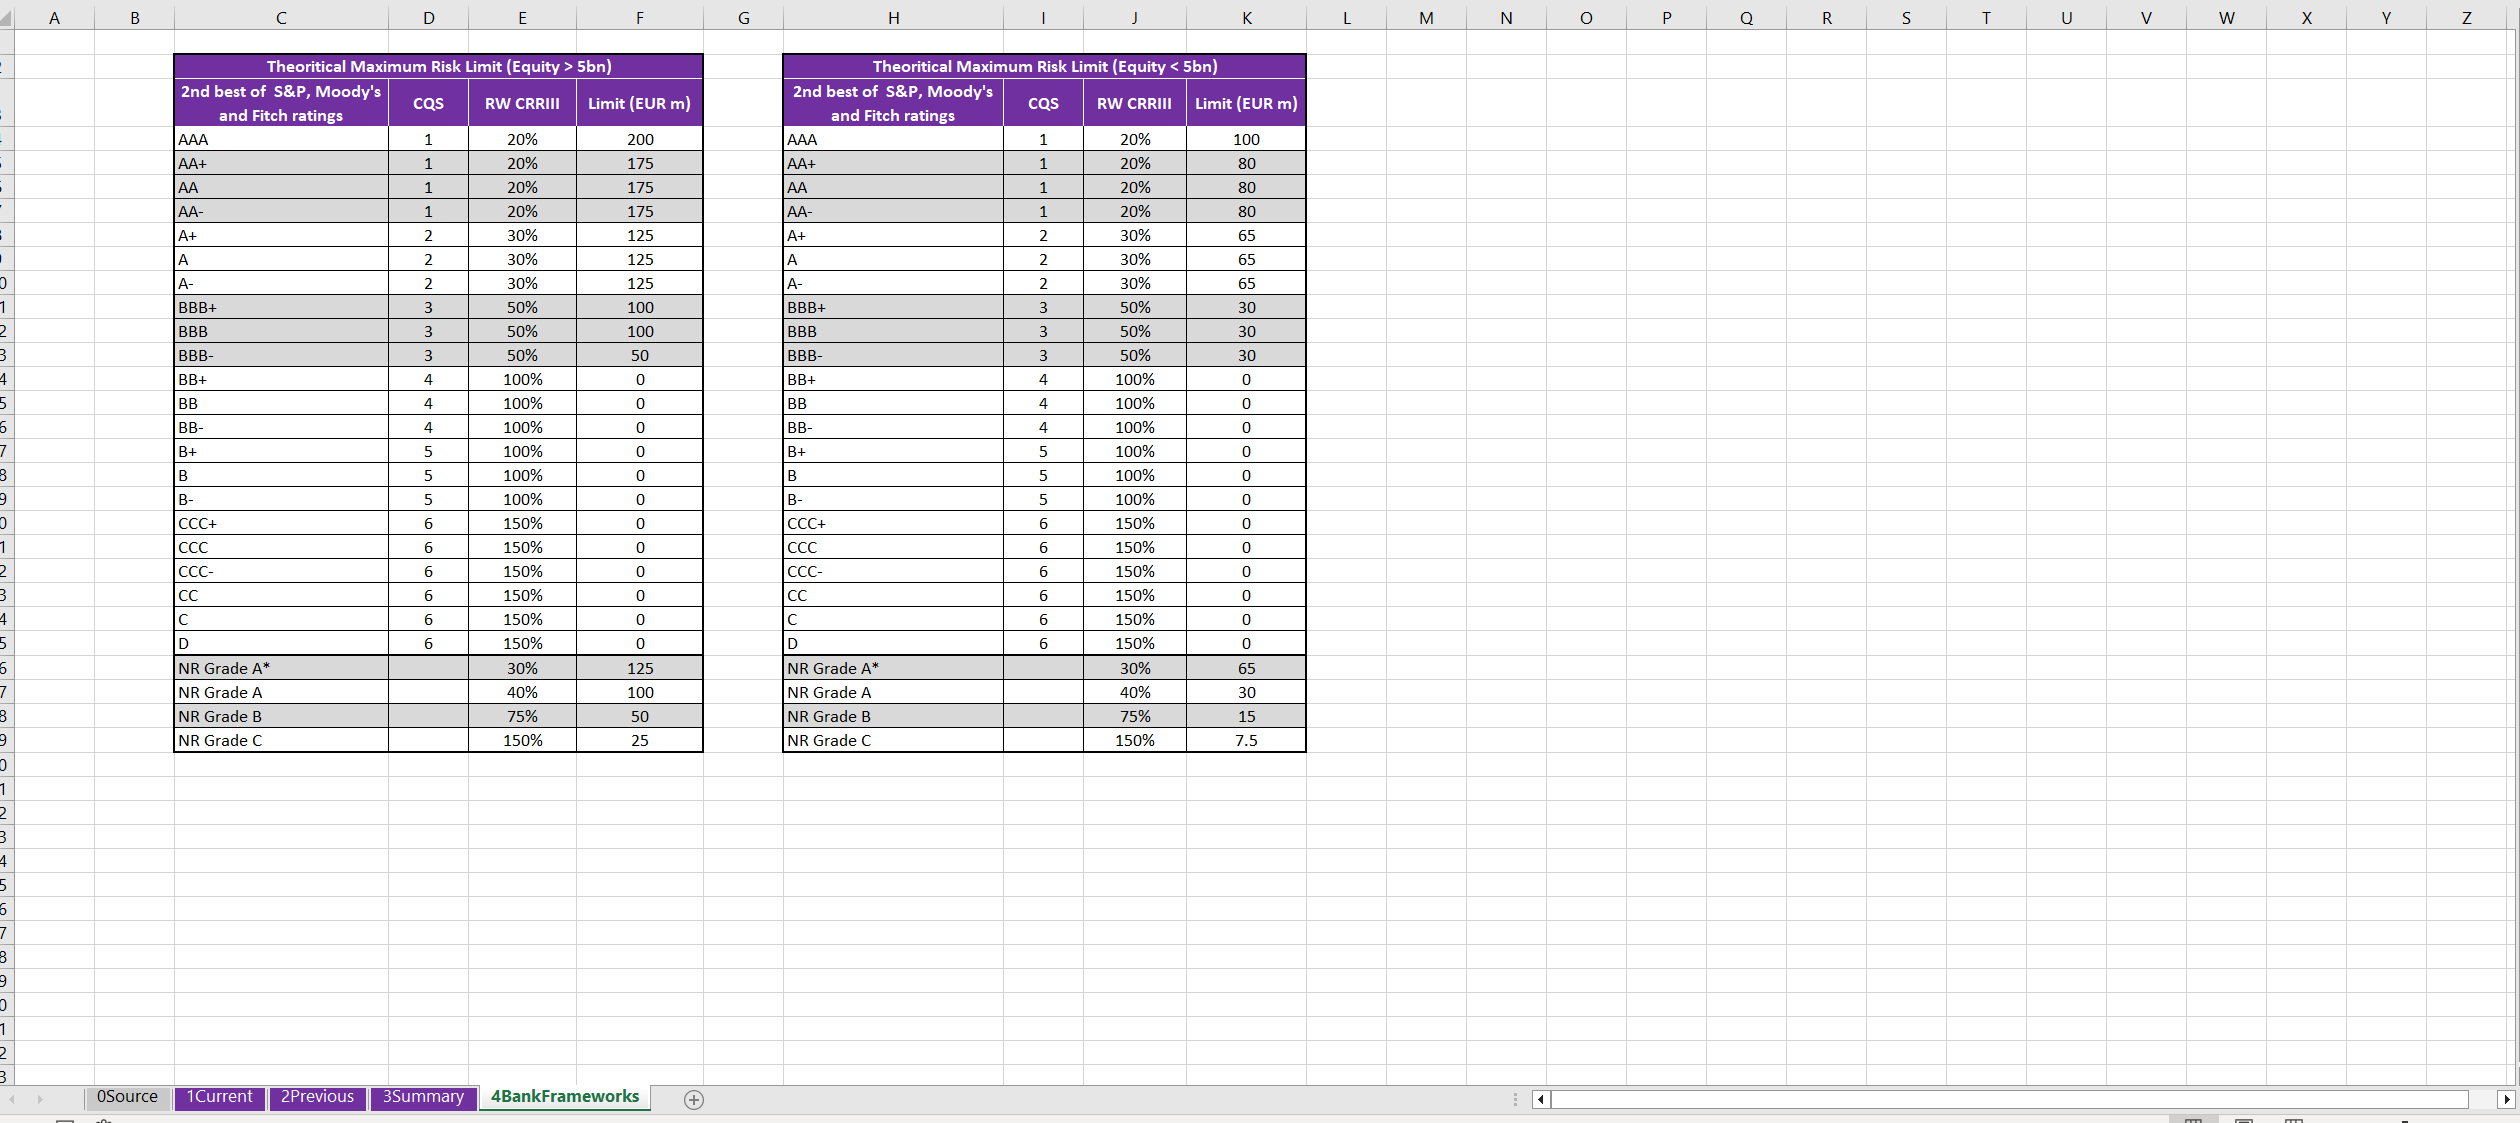 A B C D E F G H I J K L M N O P Q R S T U V W X Y Z
Theoritical Maximum Risk Limit (Equity > 5bn) Theoritical Maximum Risk Limit (Equity < 5bn)
2nd best of S&P, Moody's and Fitch ratings CQS RW CRRIII Limit (EUR m) 2nd best of S&P, Moody's and Fitch ratings CQS RW CRRIII Limit (EUR m)
AAA 1 20% 200 AAA 1 20% 100
AA+ 1 20% 175 AA+ 1 20% 80
AA 1 20% 175 AA 1 20% 80
AA- 1 20% 175 AA- 1 20% 80
A+ 2 30% 125 A+ 2 30% 65
A 2 30% 125 A 2 30% 65
A- 2 30% 125 A- 2 30% 65
BBB+ 3 50% 100 BBB+ 3 50% 30
BBB 3 50% 100 BBB 3 50% 30
BBB- 3 50% 50 BBB- 3 50% 30
BB+ 4 100% 0 BB+ 4 100% 0
BB 4 100% 0 BB 4 100% 0
BB- 4 100% 0 BB- 4 100% 0
B+ 5 100% 0 B+ 5 100% 0
B 5 100% 0 B 5 100% 0
B- 5 100% 0 B- 5 100% 0
CCC+ 6 150% 0 CCC+ 6 150% 0
CCC 6 150% 0 CCC 6 150% 0
CCC- 6 150% 0 CCC- 6 150% 0
CC 6 150% 0 CC 6 150% 0
C 6 150% 0 C 6 150% 0
D 6 150% 0 D 6 150% 0
NR Grade A* 30% 125 NR Grade A* 30% 65
NR Grade A 40% 100 NR Grade A 40% 30
NR Grade B 75% 50 NR Grade B 75% 15
NR Grade C 150% 25 NR Grade C 150% 7.5
0Source 1Current 2Previous 3Summary 4BankFrameworks